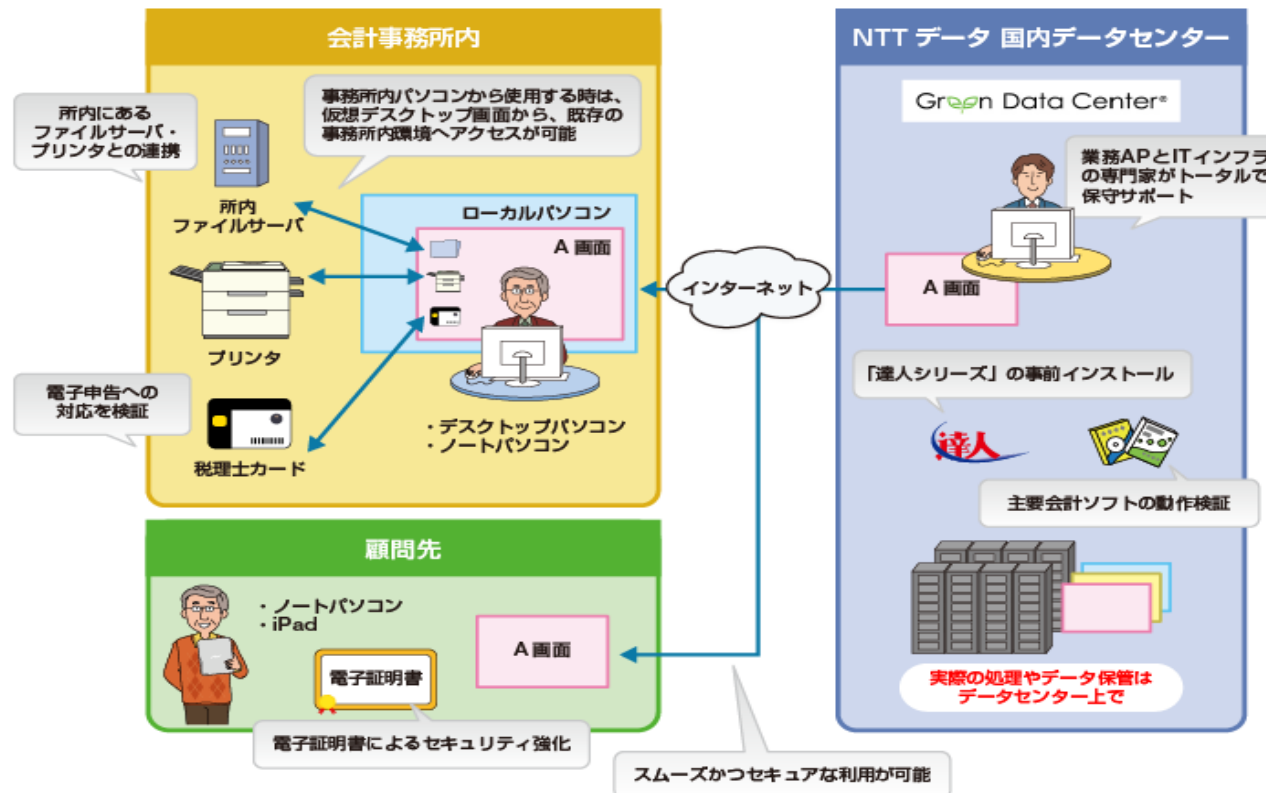 会計事務所内
所内にある
ファイルサーバ・
プリンタとの連携
事務所内パソコンから使用する時は、
仮想デスクトップ画面から、既存の
事務所内環境へアクセスが可能
所内
ファイルサーバ
ローカルパソコン
A 画面
プリンタ
電子申告への
対応を検証
税理士カード
・デスクトップパソコン
・ノートパソコン
インターネット
NTT データ 国内データセンター
Green Data Center®
業務APとITインフラ
の専門家がトータルで
保守サポート
A 画面
「達人シリーズ」の事前インストール
達人
主要会計ソフトの動作検証
実際の処理やデータ保管は
データセンター上で
顧問先
・ノートパソコン
・iPad
電子証明書
A 画面
電子証明書によるセキュリティ強化
スムーズかつセキュアな利用が可能